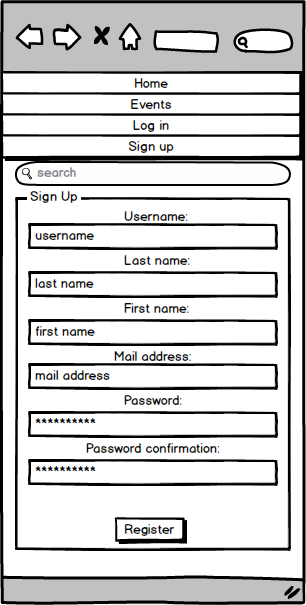 Home
Events
Log in
Sign up
search
Sign Up
Username:
username
Last name:
last name
First name:
first name
Mail address:
mail address
Password:
**********
Password confirmation:
**********
Register